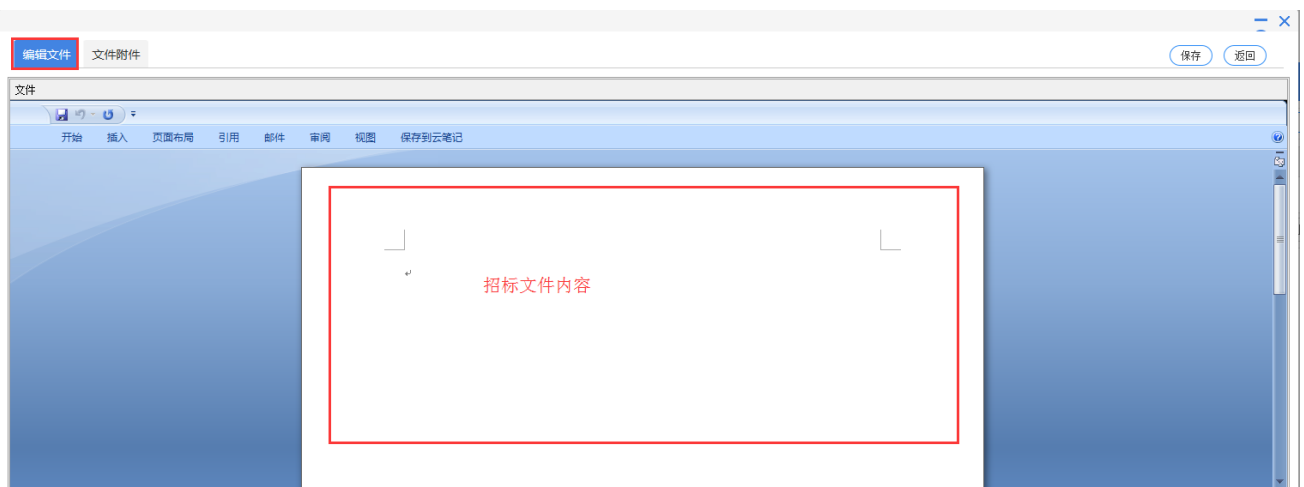 编辑文件 文件附件 保存 返回
文件
开始 插入 页面布局 引用 邮件 审阅 视图 保存到云笔记
招标文件内容